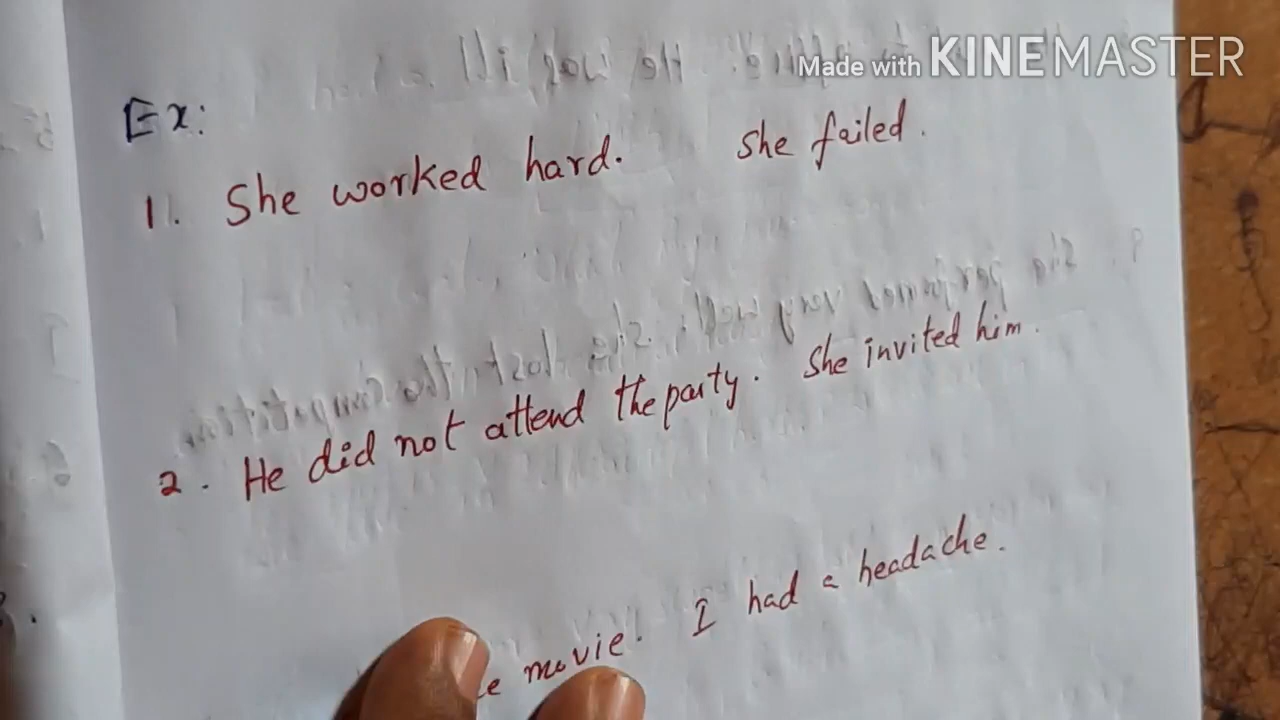 Made with KINEMASTER
Ex:
1. She worked hard. She failed.
2. He did not attend the party. She invited him.
movie. I had a headache.